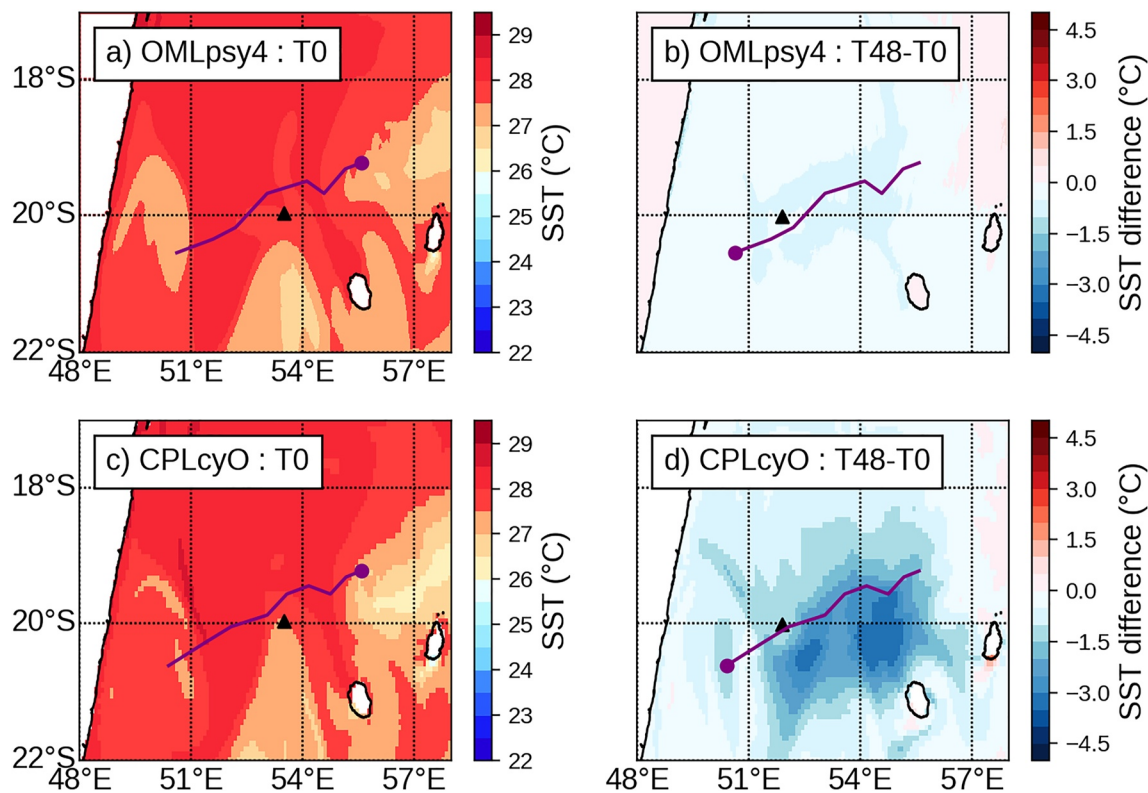 a) OMLpsy4 : T0
18°S
20°S
22°S
48°E 51°E 54°E 57°E
29
28
27
26
25
24
23
22
SST (°C)
b) OMLpsy4 : T48-T0
4.5
3.0
1.5
0.0
−1.5
−3.0
−4.5
SST difference (°C)
c) CPLcyO : T0
18°S
20°S
22°S
48°E 51°E 54°E 57°E
29
28
27
26
25
24
23
22
SST (°C)
d) CPLcyO : T48-T0
48°E 51°E 54°E 57°E
4.5
3.0
1.5
0.0
−1.5
−3.0
−4.5
SST difference (°C)